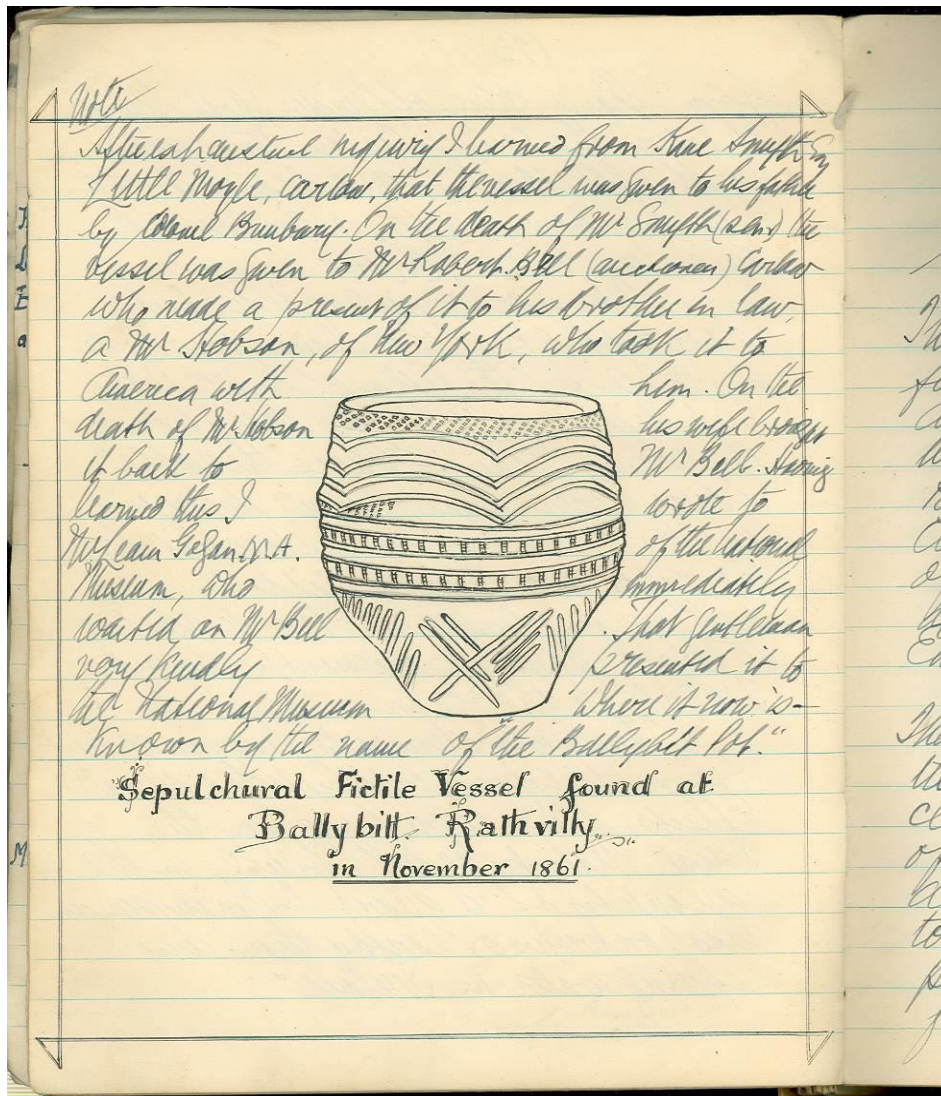 Note
After exhaustive inquiry I learned from Kane Smyth Esq
Little Moyle, Carlow, that the vessel was given to his father
by Colonel Bunbury. On the death of Mr Smyth (senr) the
vessel was given to Mr Robert Bell (auctioneer) Carlow
who made a present of it to his brother in law,
a Mr Hobson, of New York, who took it to
America with him. On the
death of Mr Hobson his wife brought
it back to Mr Bell. Having
learned this I wrote to
Mr M.A. of the National
Museum, who immediately
waited on Mr Bell. That gentleman
very kindly presented it to
the National Museum where it now is —
known by the name of "the Ballybit Pot."
Sepulchural Fictile Vessel found at
Ballybitt Rathvilly
in November 1861.